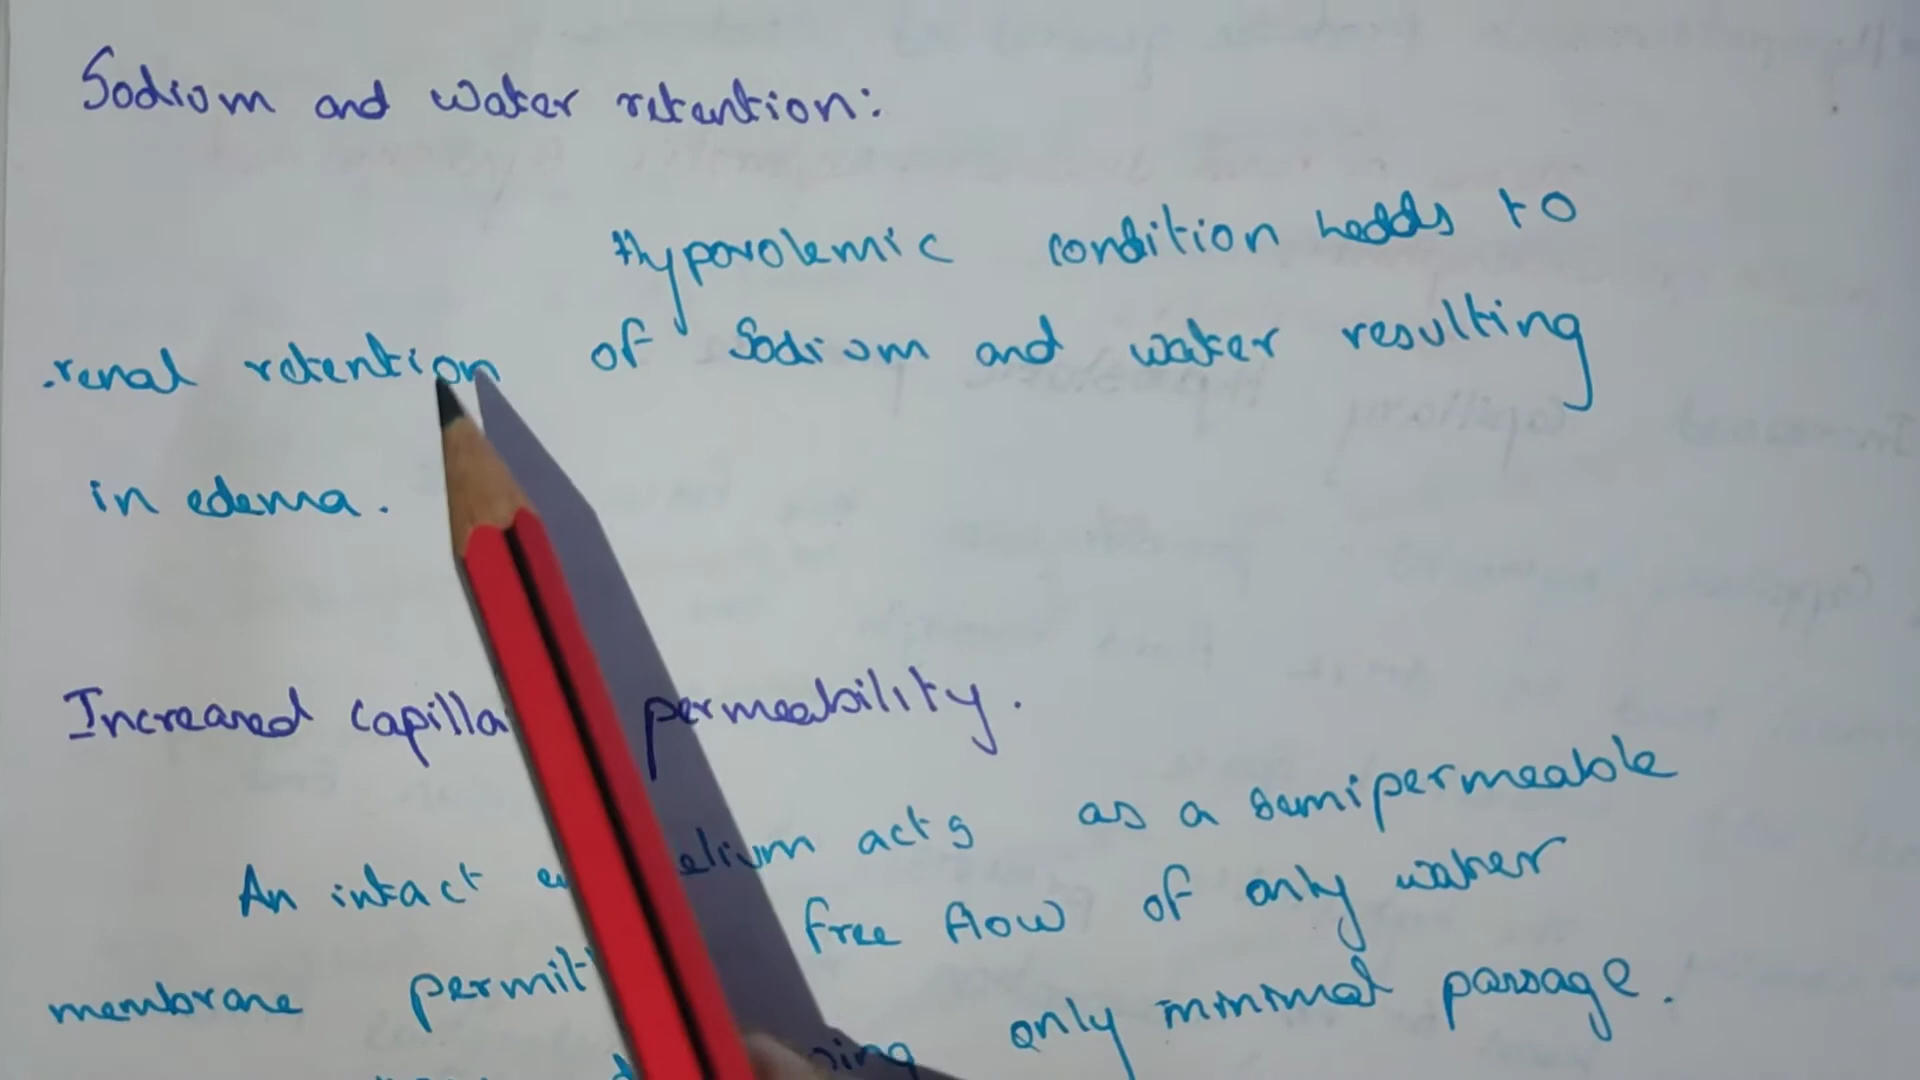 Sodium and water retention:
Hypovolemic condition leads to
renal retention of Sodium and water resulting
in edema.
Increased capilla permeability.
An intact elium acts as a semipermeable
membrane permit free flow of only water
only minimal passage.